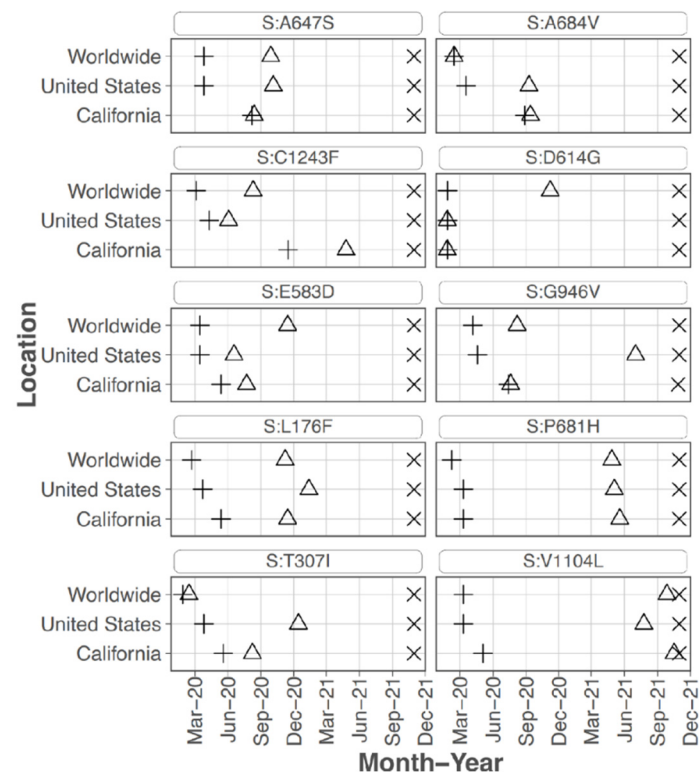 S:A647S
S:A684V
Worldwide
United States
California
S:C1243F
S:D614G
Worldwide
United States
California
S:E583D
S:G946V
Worldwide
United States
California
S:L176F
S:P681H
Worldwide
United States
California
S:T307I
S:V1104L
Worldwide
United States
California
Location
Mar–20
Jun–20
Sep–20
Dec–20
Mar–21
Jun–21
Sep–21
Dec–21
Mar–20
Jun–20
Sep–20
Dec–20
Mar–21
Jun–21
Sep–21
Dec–21
Month–Year